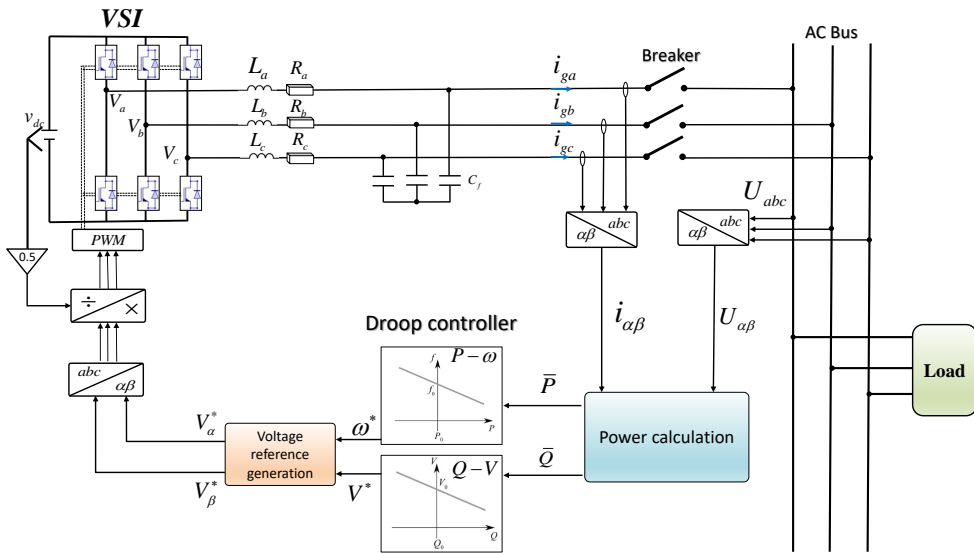 VSI
AC Bus
Breaker
L_a
R_a
i_ga
V_a
L_b
R_b
i_gb
v_dc
V_b
L_c
R_c
i_gc
V_c
C_f
U_abc
abc
αβ
abc
αβ
PWM
0.5
÷
×
i_αβ
U_αβ
Droop controller
P − ω
f
f_0
P_0
P
P̄
abc
αβ
Load
V_α^*
ω^*
Voltage
reference
generation
Power calculation
Q̄
Q − V
V
V_0
Q_0
Q
V_β^*
V^*